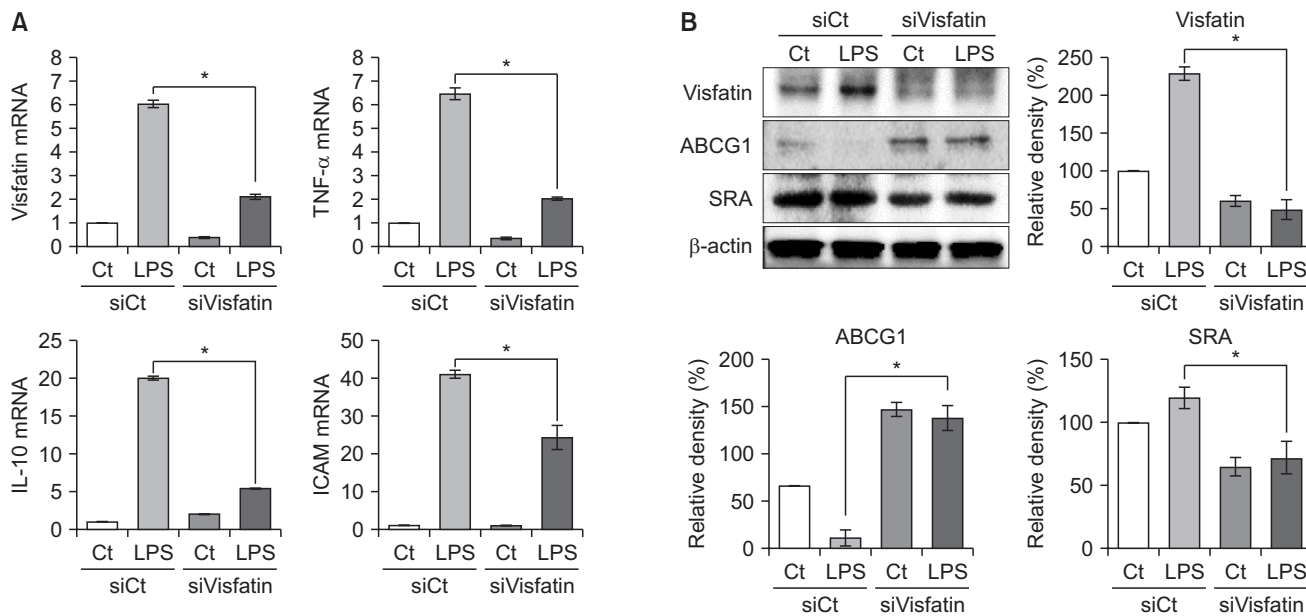 A
Visfatin mRNA
8
7
6
5
4
3
2
1
0
*
Ct LPS Ct LPS
siCt siVisfatin
TNF-α mRNA
8
7
6
5
4
3
2
1
0
*
Ct LPS Ct LPS
siCt siVisfatin
IL-10 mRNA
25
20
15
10
5
0
*
Ct LPS Ct LPS
siCt siVisfatin
ICAM mRNA
50
40
30
20
10
0
*
Ct LPS Ct LPS
siCt siVisfatin
B
siCt siVisfatin
Ct LPS Ct LPS
Visfatin
ABCG1
SRA
β-actin
Visfatin
Relative density (%)
250
200
150
100
50
0
*
Ct LPS Ct LPS
siCt siVisfatin
ABCG1
Relative density (%)
200
150
100
50
0
*
Ct LPS Ct LPS
siCt siVisfatin
SRA
Relative density (%)
150
100
50
0
*
Ct LPS Ct LPS
siCt siVisfatin